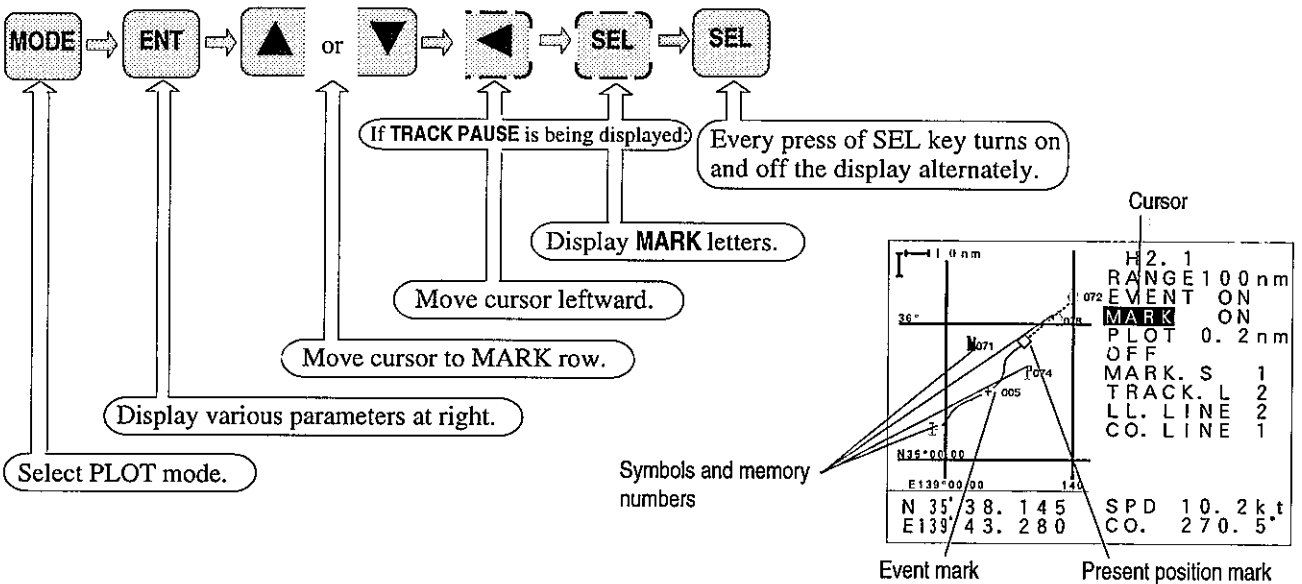 MODE ENT or SEL SEL
If TRACK PAUSE is being displayed:
Every press of SEL key turns on
and off the display alternately.
Display MARK letters.
Move cursor leftward.
Move cursor to MARK row.
Display various parameters at right.
Select PLOT mode.
Cursor
H2. 1
RANGE100nm
072 EVENT ON
36° MARK ON
PLOT 0. 2nm
071
OFF
074 MARK. S 1
TRACK. L 2
005
LL. LINE 2
CO. LINE 1
N35°00.00
E139°00.00 140
N 35° 38. 145 SPD 10. 2kt
E139° 43. 280 CO. 270. 5°
Symbols and memory
numbers
Event mark
Present position mark